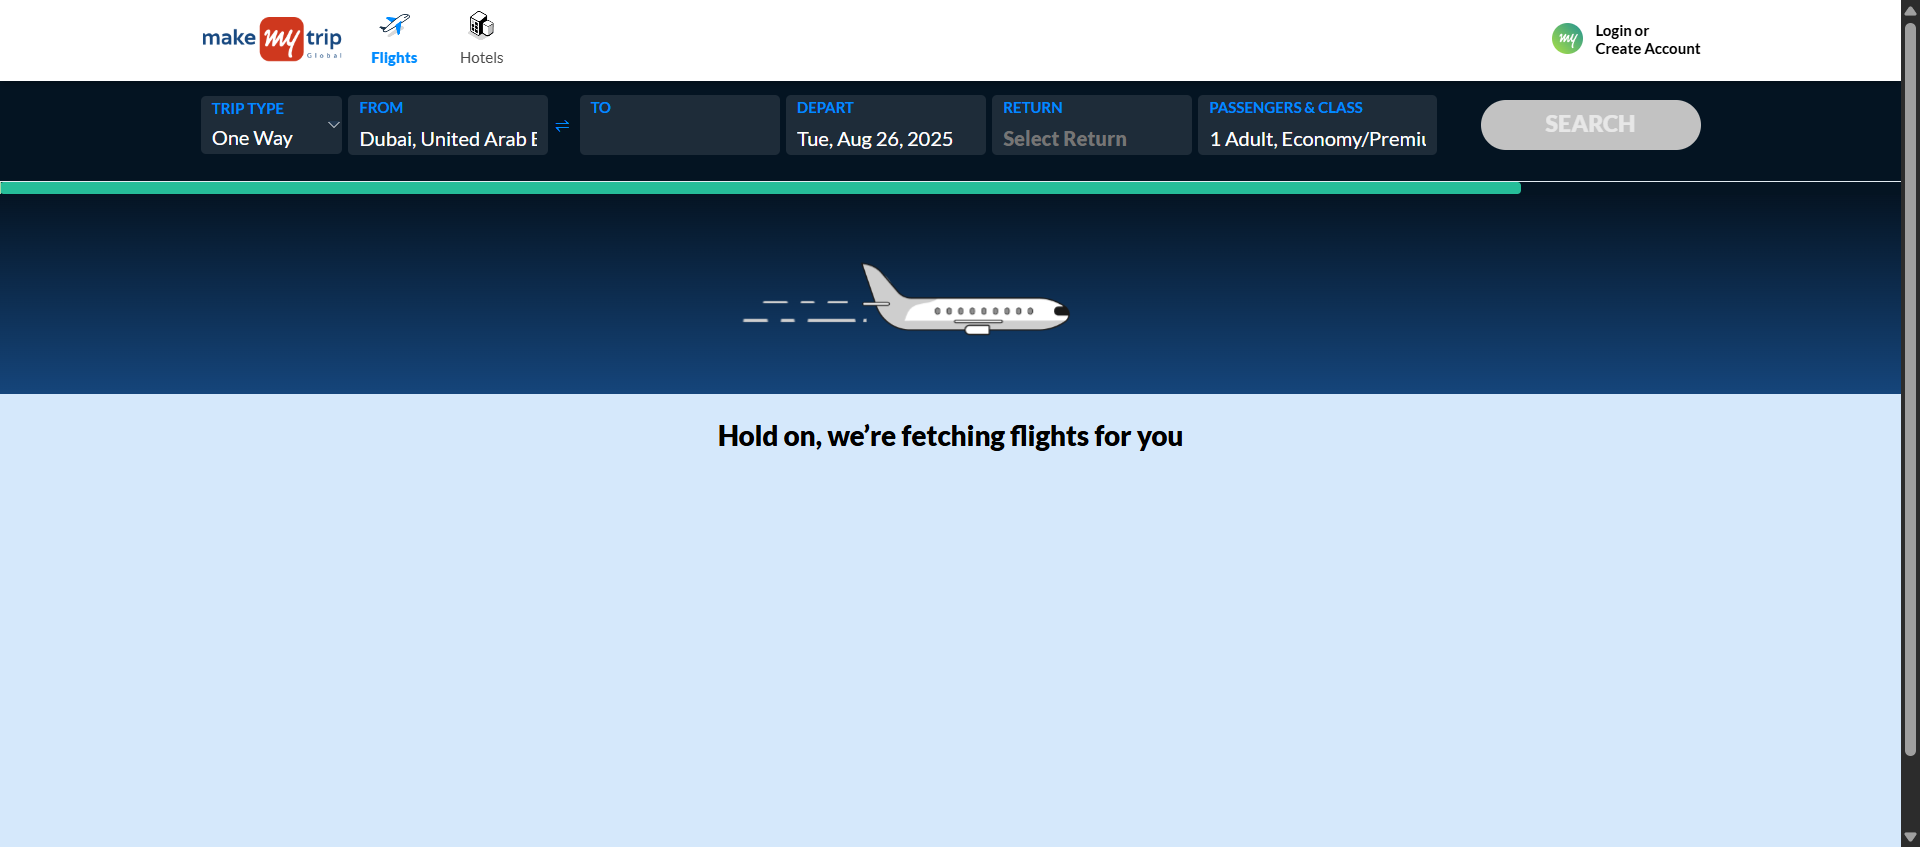 make my trip
Global
Flights
Hotels
my
Login or
Create Account
TRIP TYPE
One Way
FROM
Dubai, United Arab E
TO
DEPART
Tue, Aug 26, 2025
RETURN
Select Return
PASSENGERS & CLASS
1 Adult, Economy/Premiu
SEARCH
Hold on, we’re fetching flights for you